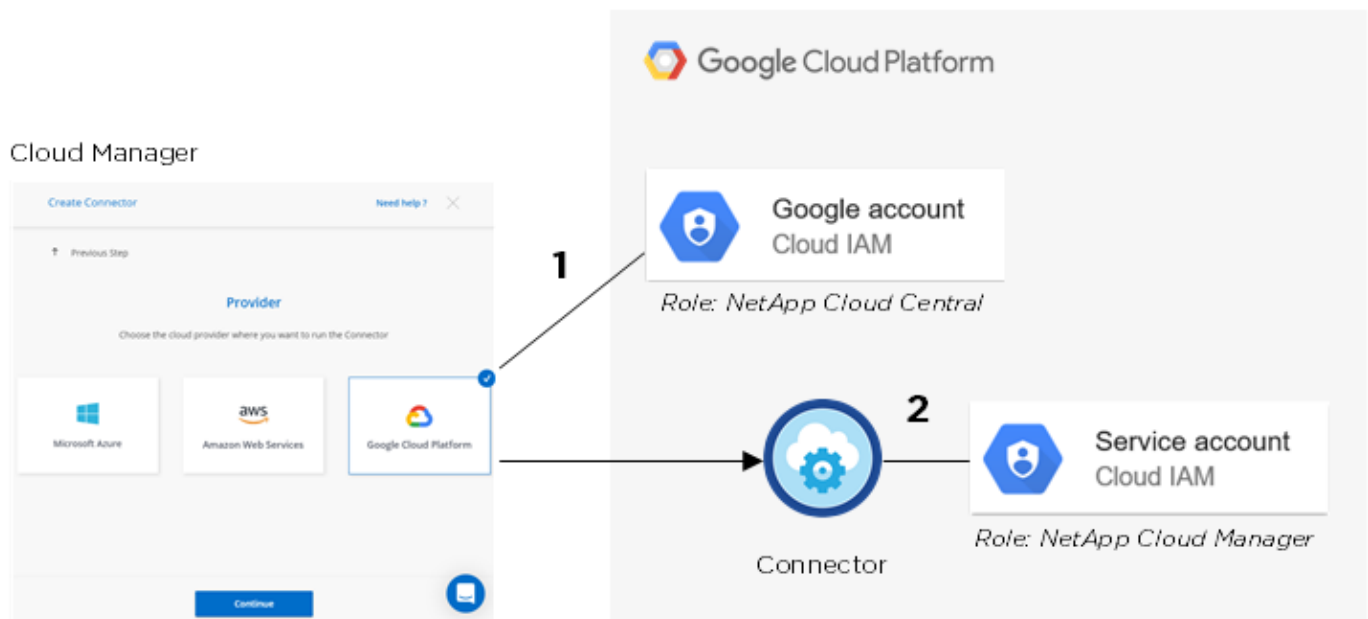 Google Cloud Platform
Cloud Manager
Create Connector
Need help ?
Previous Step
Provider
Choose the cloud provider where you want to run the Connector
Microsoft Azure
aws
Amazon Web Services
Google Cloud Platform
Continue
1
Google account
Cloud IAM
Role: NetApp Cloud Central
2
Connector
Service account
Cloud IAM
Role: NetApp Cloud Manager